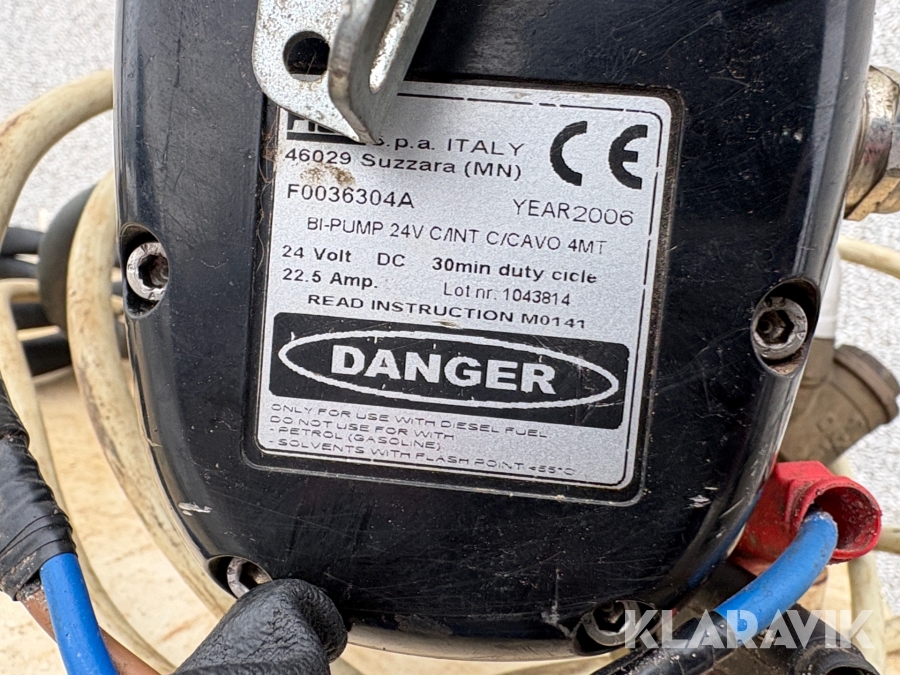 S.p.a. ITALY
46029 Suzzara (MN)
CE
F0036304A
YEAR2006
BI-PUMP 24V C/INT C/CAVO 4MT
24 Volt DC 30min duty cicle
22.5 Amp. Lot nr. 1043814
READ INSTRUCTION M0141
DANGER
ONLY FOR USE WITH DIESEL FUEL
DO NOT USE FOR WITH
- PETROL (GASOLINE)
- SOLVENTS WITH FLASH POINT <55°C
KLARAVIK